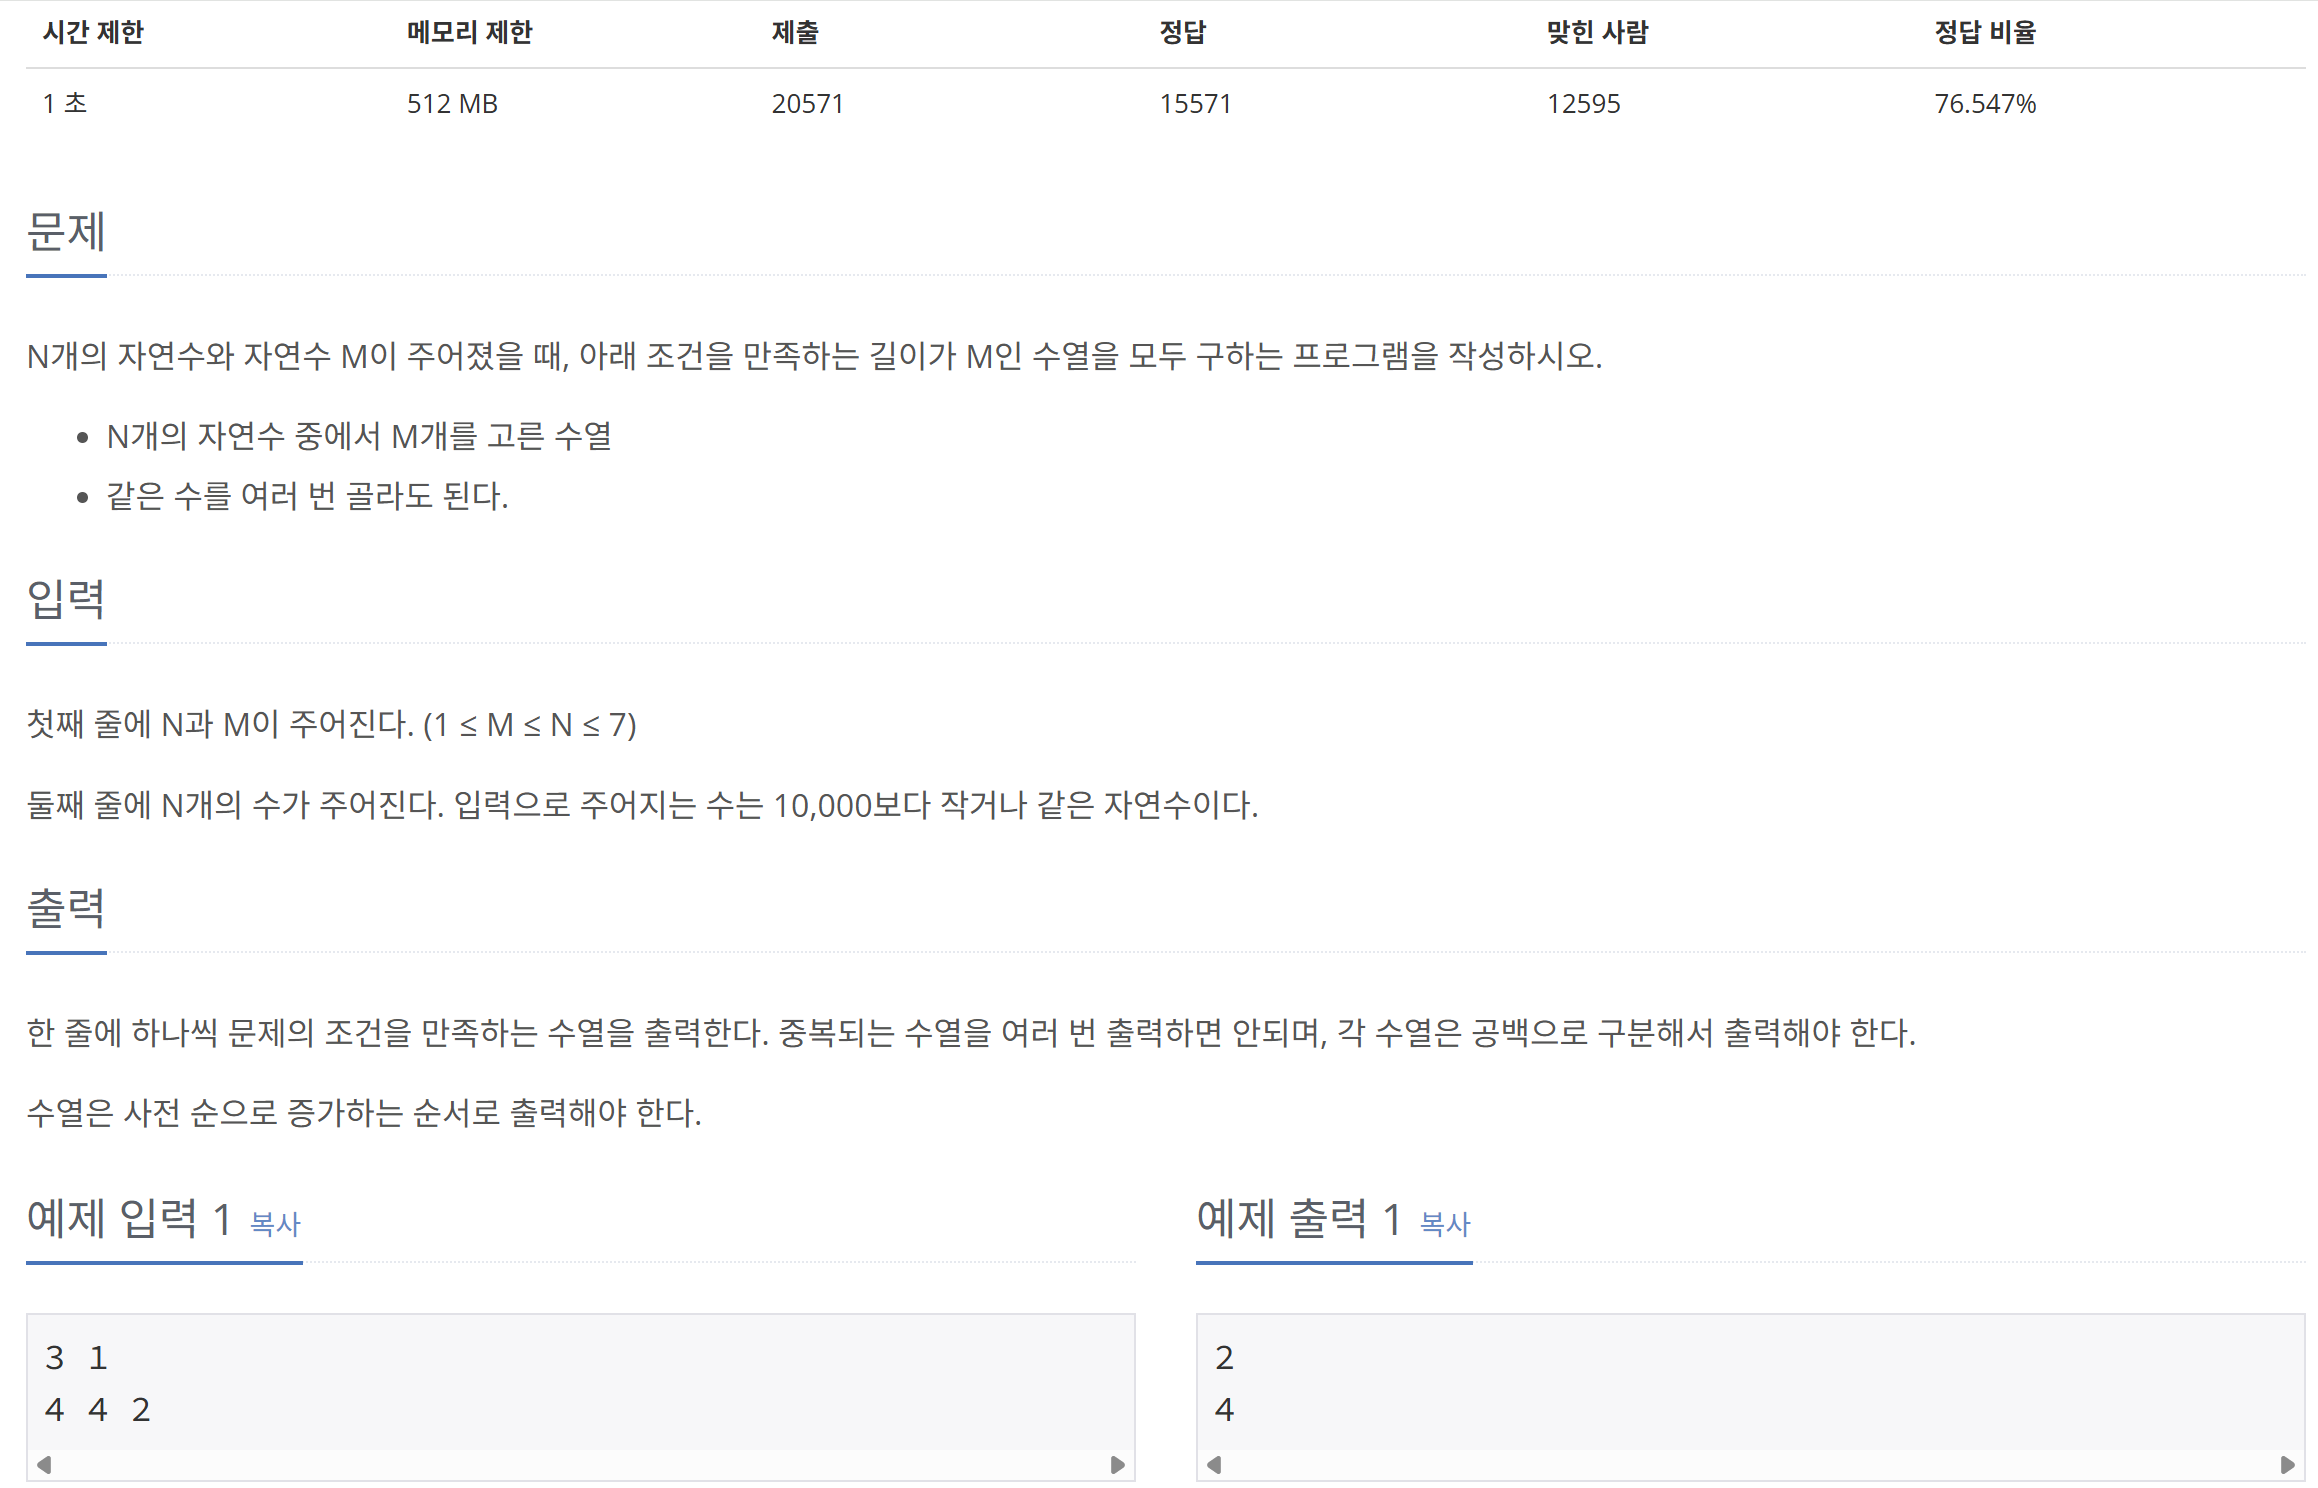 시간 제한 메모리 제한 제출 정답 맞힌 사람 정답 비율
1 초 512 MB 20571 15571 12595 76.547%
문제
N개의 자연수와 자연수 M이 주어졌을 때, 아래 조건을 만족하는 길이가 M인 수열을 모두 구하는 프로그램을 작성하시오.
• N개의 자연수 중에서 M개를 고른 수열
• 같은 수를 여러 번 골라도 된다.
입력
첫째 줄에 N과 M이 주어진다. (1 ≤ M ≤ N ≤ 7)
둘째 줄에 N개의 수가 주어진다. 입력으로 주어지는 수는 10,000보다 작거나 같은 자연수이다.
출력
한 줄에 하나씩 문제의 조건을 만족하는 수열을 출력한다. 중복되는 수열을 여러 번 출력하면 안되며, 각 수열은 공백으로 구분해서 출력해야 한다.
수열은 사전 순으로 증가하는 순서로 출력해야 한다.
예제 입력 1 복사
3 1
4 4 2
예제 출력 1 복사
2
4